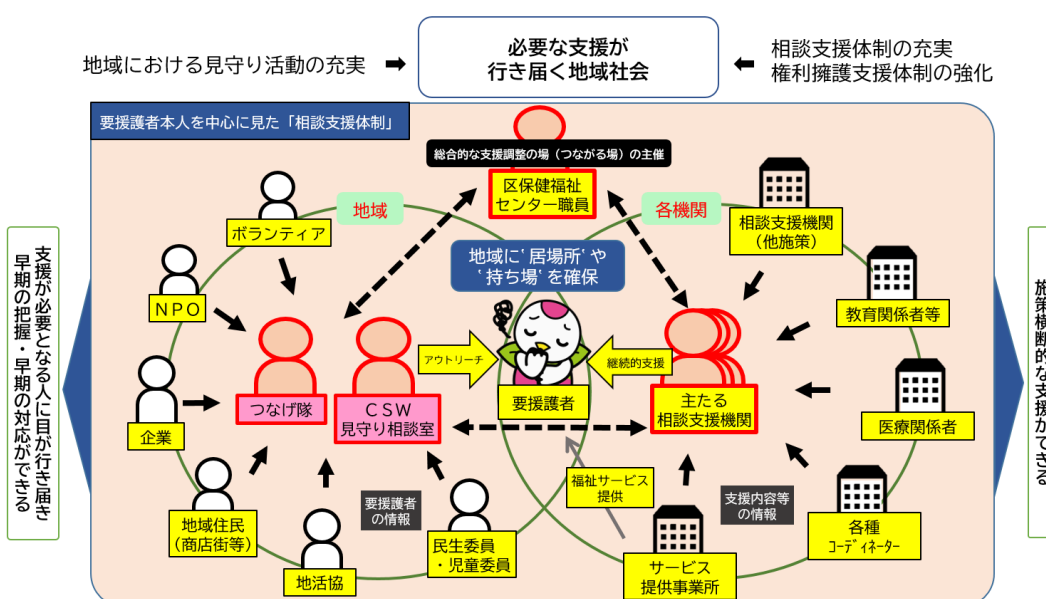 必要な支援が
行き届く地域社会
地域における見守り活動の充実
相談支援体制の充実
権利擁護支援体制の強化
要援護者本人を中心に見た「相談支援体制」
総合的な支援調整の場（つながる場）の主催
区保健福祉
センター職員
地域
各機関
ボランティア
相談支援機関
（他施策）
地域に‘居場所‘や
‘持ち場‘を確保
ＮＰＯ
教育関係者等
アウトリーチ
継続的支援
つなげ隊
ＣＳＷ
見守り相談室
要援護者
主たる
相談支援機関
企業
医療関係者
福祉サービス
提供
要援護者
の情報
支援内容等
の情報
地域住民
（商店街等）
地活協
民生委員
・児童委員
サービス
提供事業所
各種
ｺｰﾃﾞｨﾈｰﾀｰ
支援が必要となる人に目が行き届き
早期の把握・早期の対応ができる
施策横断的な支援ができる